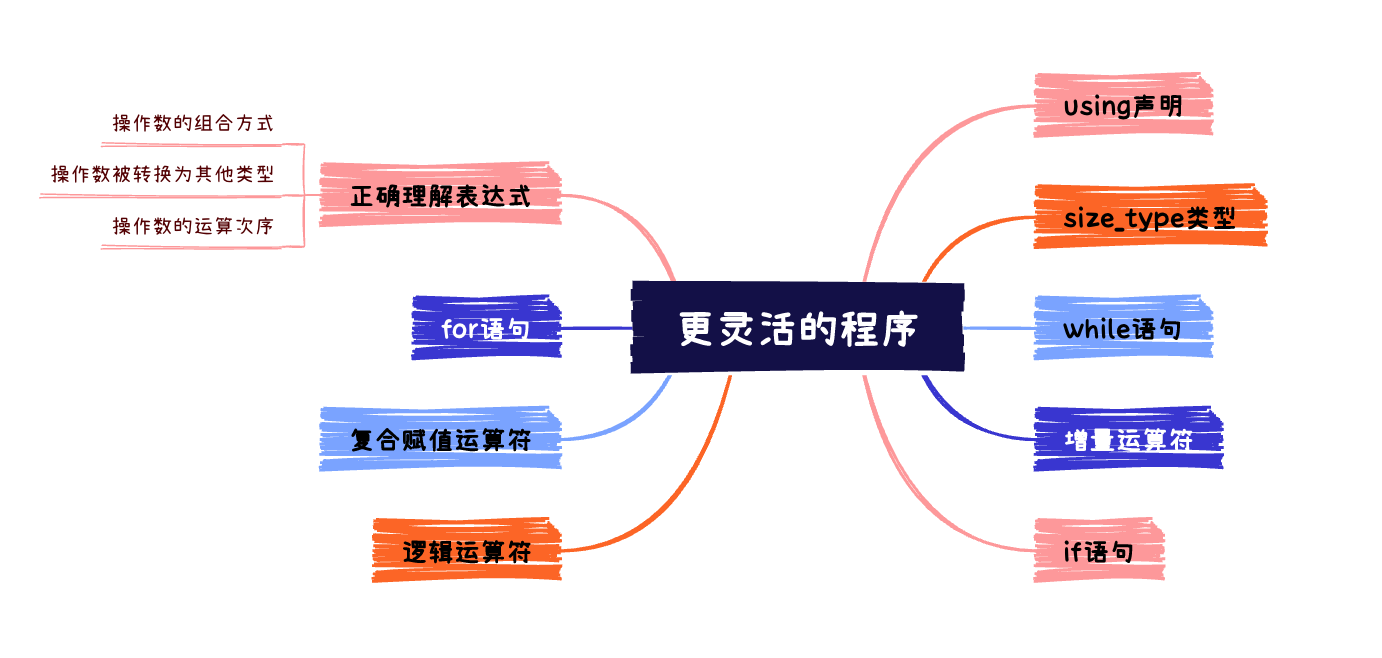 更灵活的程序
using声明
size_type类型
while语句
增量运算符
if语句
正确理解表达式
操作数的组合方式
操作数被转换为其他类型
操作数的运算次序
for语句
复合赋值运算符
逻辑运算符